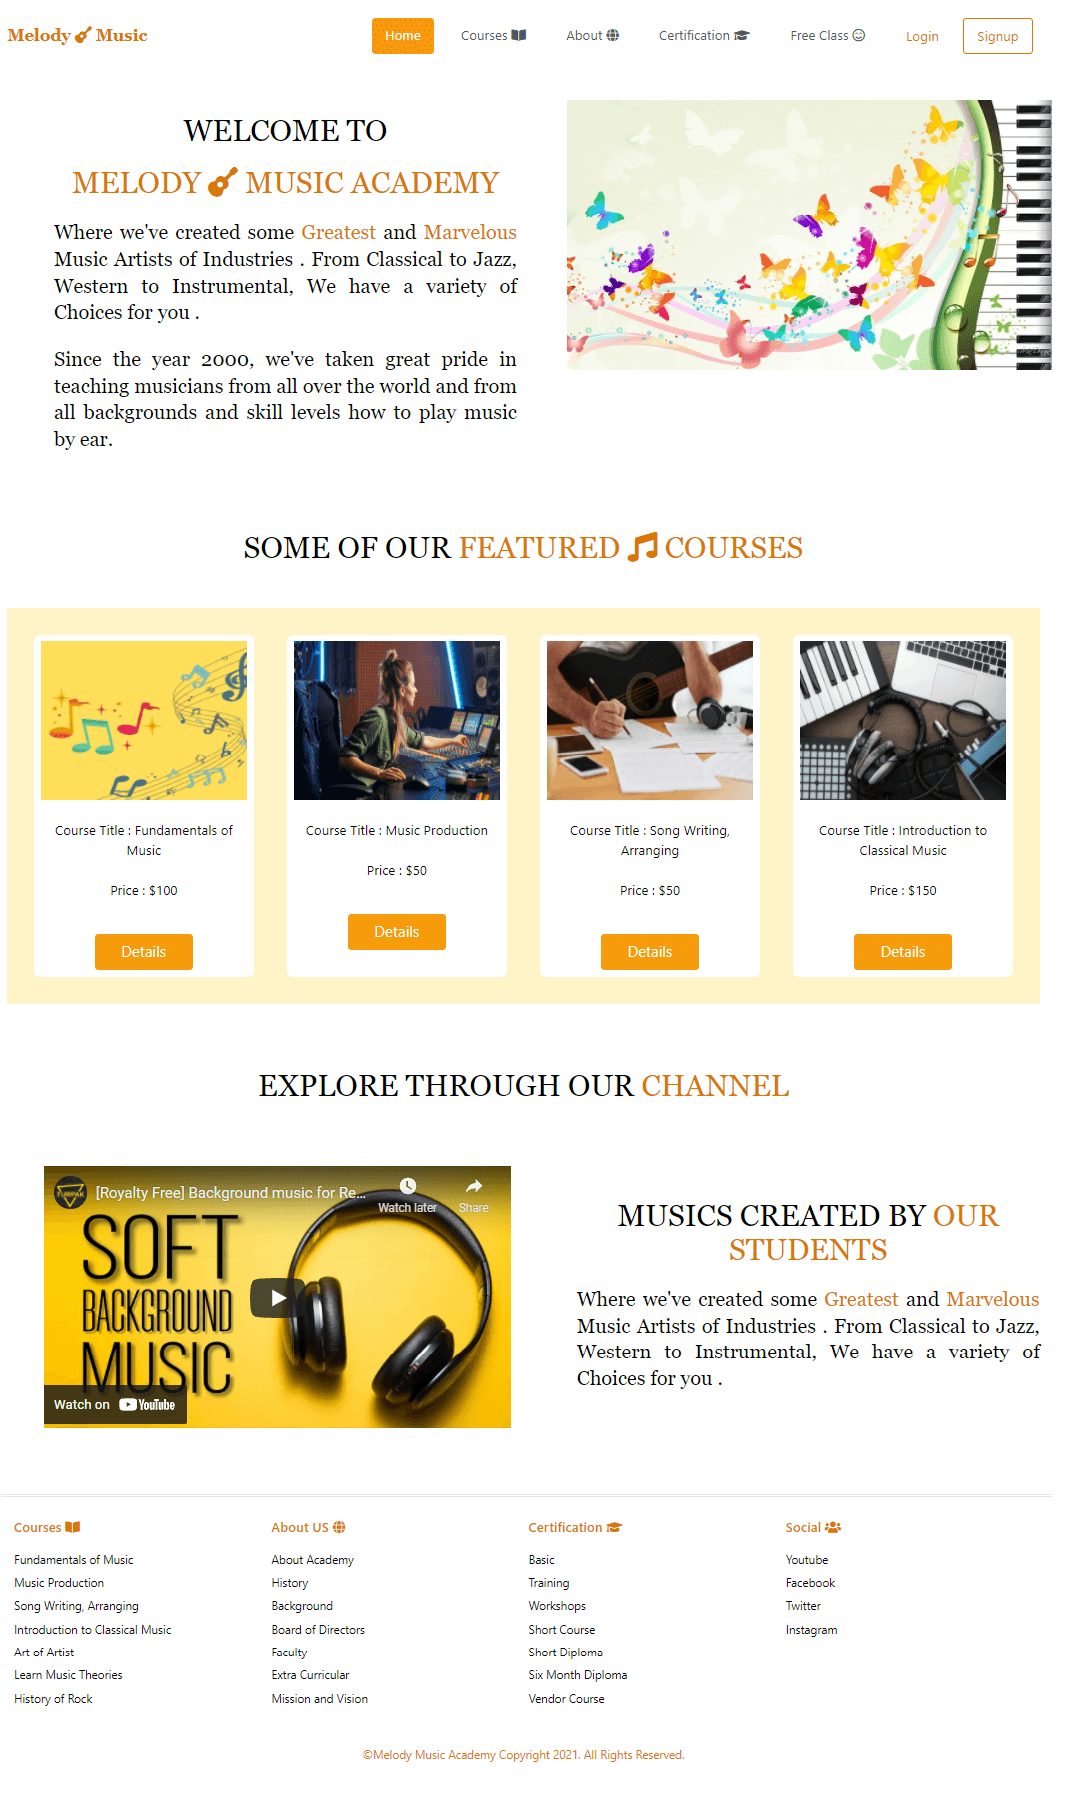 Melody Music
Home Courses About Certification Free Class Login Signup
WELCOME TO
MELODY MUSIC ACADEMY
Where we've created some Greatest and Marvelous
Music Artists of Industries . From Classical to Jazz,
Western to Instrumental, We have a variety of
Choices for you .
Since the year 2000, we've taken great pride in
teaching musicians from all over the world and from
all backgrounds and skill levels how to play music
by ear.
SOME OF OUR FEATURED COURSES
Course Title : Fundamentals of
Music
Price : $100
Details
Course Title : Music Production
Price : $50
Details
Course Title : Song Writing,
Arranging
Price : $50
Details
Course Title : Introduction to
Classical Music
Price : $150
Details
EXPLORE THROUGH OUR CHANNEL
[Royalty Free] Background music for Re...
Watch later
Share
SOFT
BACKGROUND
MUSIC
Watch on YouTube
MUSICS CREATED BY OUR
STUDENTS
Where we've created some Greatest and Marvelous
Music Artists of Industries . From Classical to Jazz,
Western to Instrumental, We have a variety of
Choices for you .
Courses
Fundamentals of Music
Music Production
Song Writing, Arranging
Introduction to Classical Music
Art of Artist
Learn Music Theories
History of Rock
About US
About Academy
History
Background
Board of Directors
Faculty
Extra Curricular
Mission and Vision
Certification
Basic
Training
Workshops
Short Course
Short Diploma
Six Month Diploma
Vendor Course
Social
Youtube
Facebook
Twitter
Instagram
©Melody Music Academy Copyright 2021. All Rights Reserved.